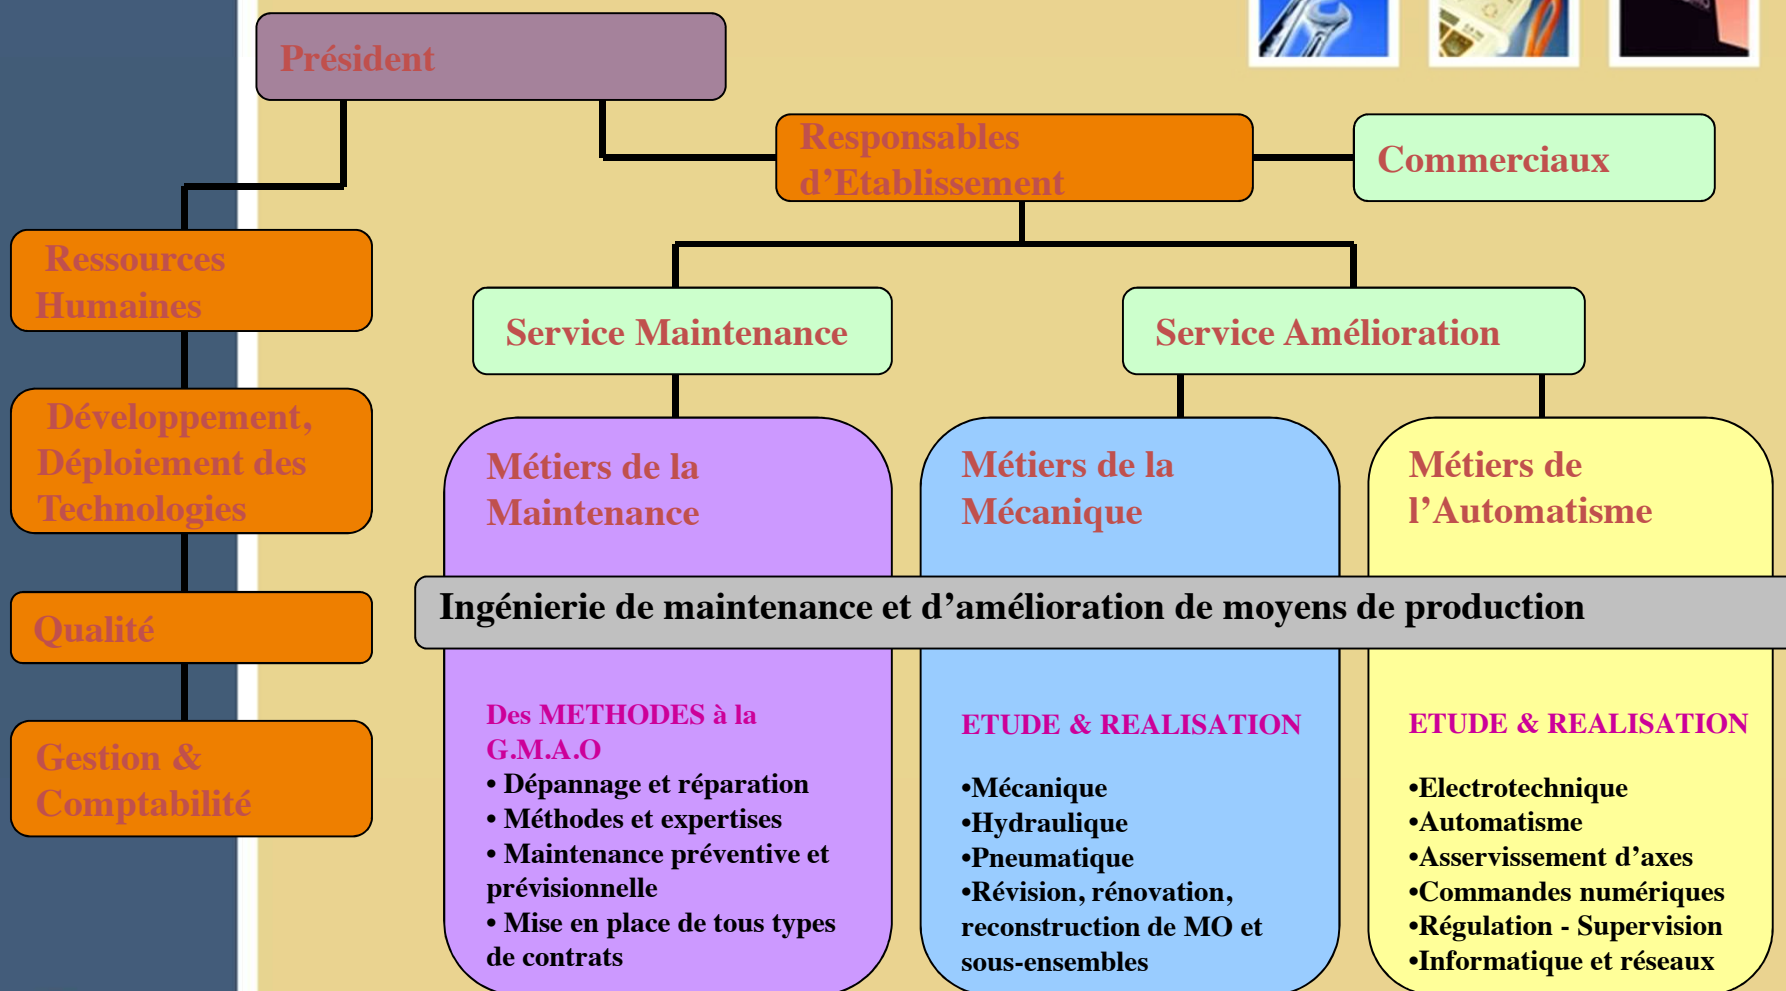 Président
Responsables
d’Etablissement
Commerciaux
Ressources
Humaines
Développement,
Déploiement des
Technologies
Qualité
Gestion &
Comptabilité
Service Maintenance
Service Amélioration
Métiers de la
Maintenance
Métiers de la
Mécanique
Métiers de
l’Automatisme
Ingénierie de maintenance et d’amélioration de moyens de production
Des METHODES à la
G.M.A.O
• Dépannage et réparation
• Méthodes et expertises
• Maintenance préventive et
prévisionnelle
• Mise en place de tous types
de contrats
ETUDE & REALISATION
•Mécanique
•Hydraulique
•Pneumatique
•Révision, rénovation,
reconstruction de MO et
sous-ensembles
ETUDE & REALISATION
•Electrotechnique
•Automatisme
•Asservissement d’axes
•Commandes numériques
•Régulation - Supervision
•Informatique et réseaux